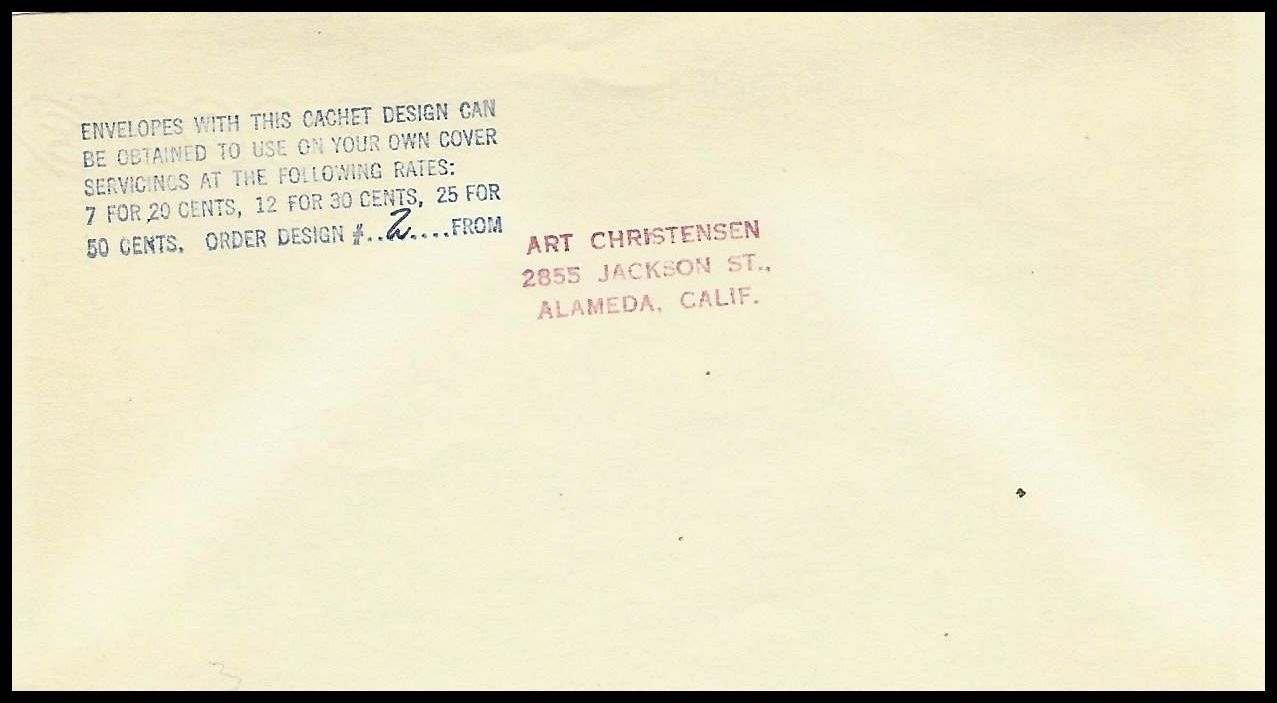 ENVELOPES WITH THIS CACHET DESIGN CAN
BE OBTAINED TO USE ON YOUR OWN COVER
SERVICINGS AT THE FOLLOWING RATES:
7 FOR 20 CENTS, 12 FOR 30 CENTS, 25 FOR
50 CENTS. ORDER DESIGN #..2....FROM
ART CHRISTENSEN
2855 JACKSON ST.,
ALAMEDA, CALIF.